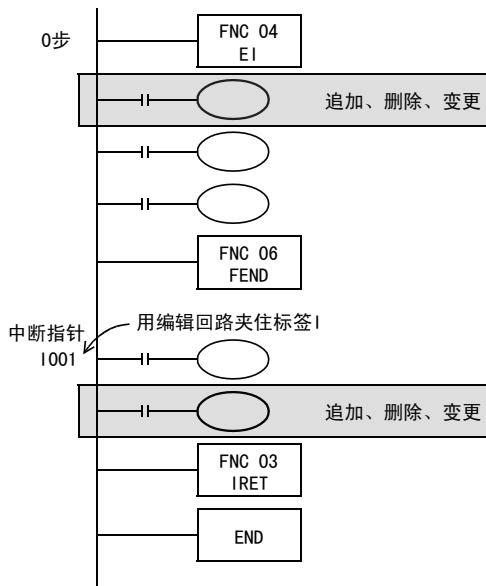 0步
FNC 04
EI
追加、删除、变更
FNC 06
FEND
用编辑回路夹住标签I
中断指针
I001
追加、删除、变更
FNC 03
IRET
END